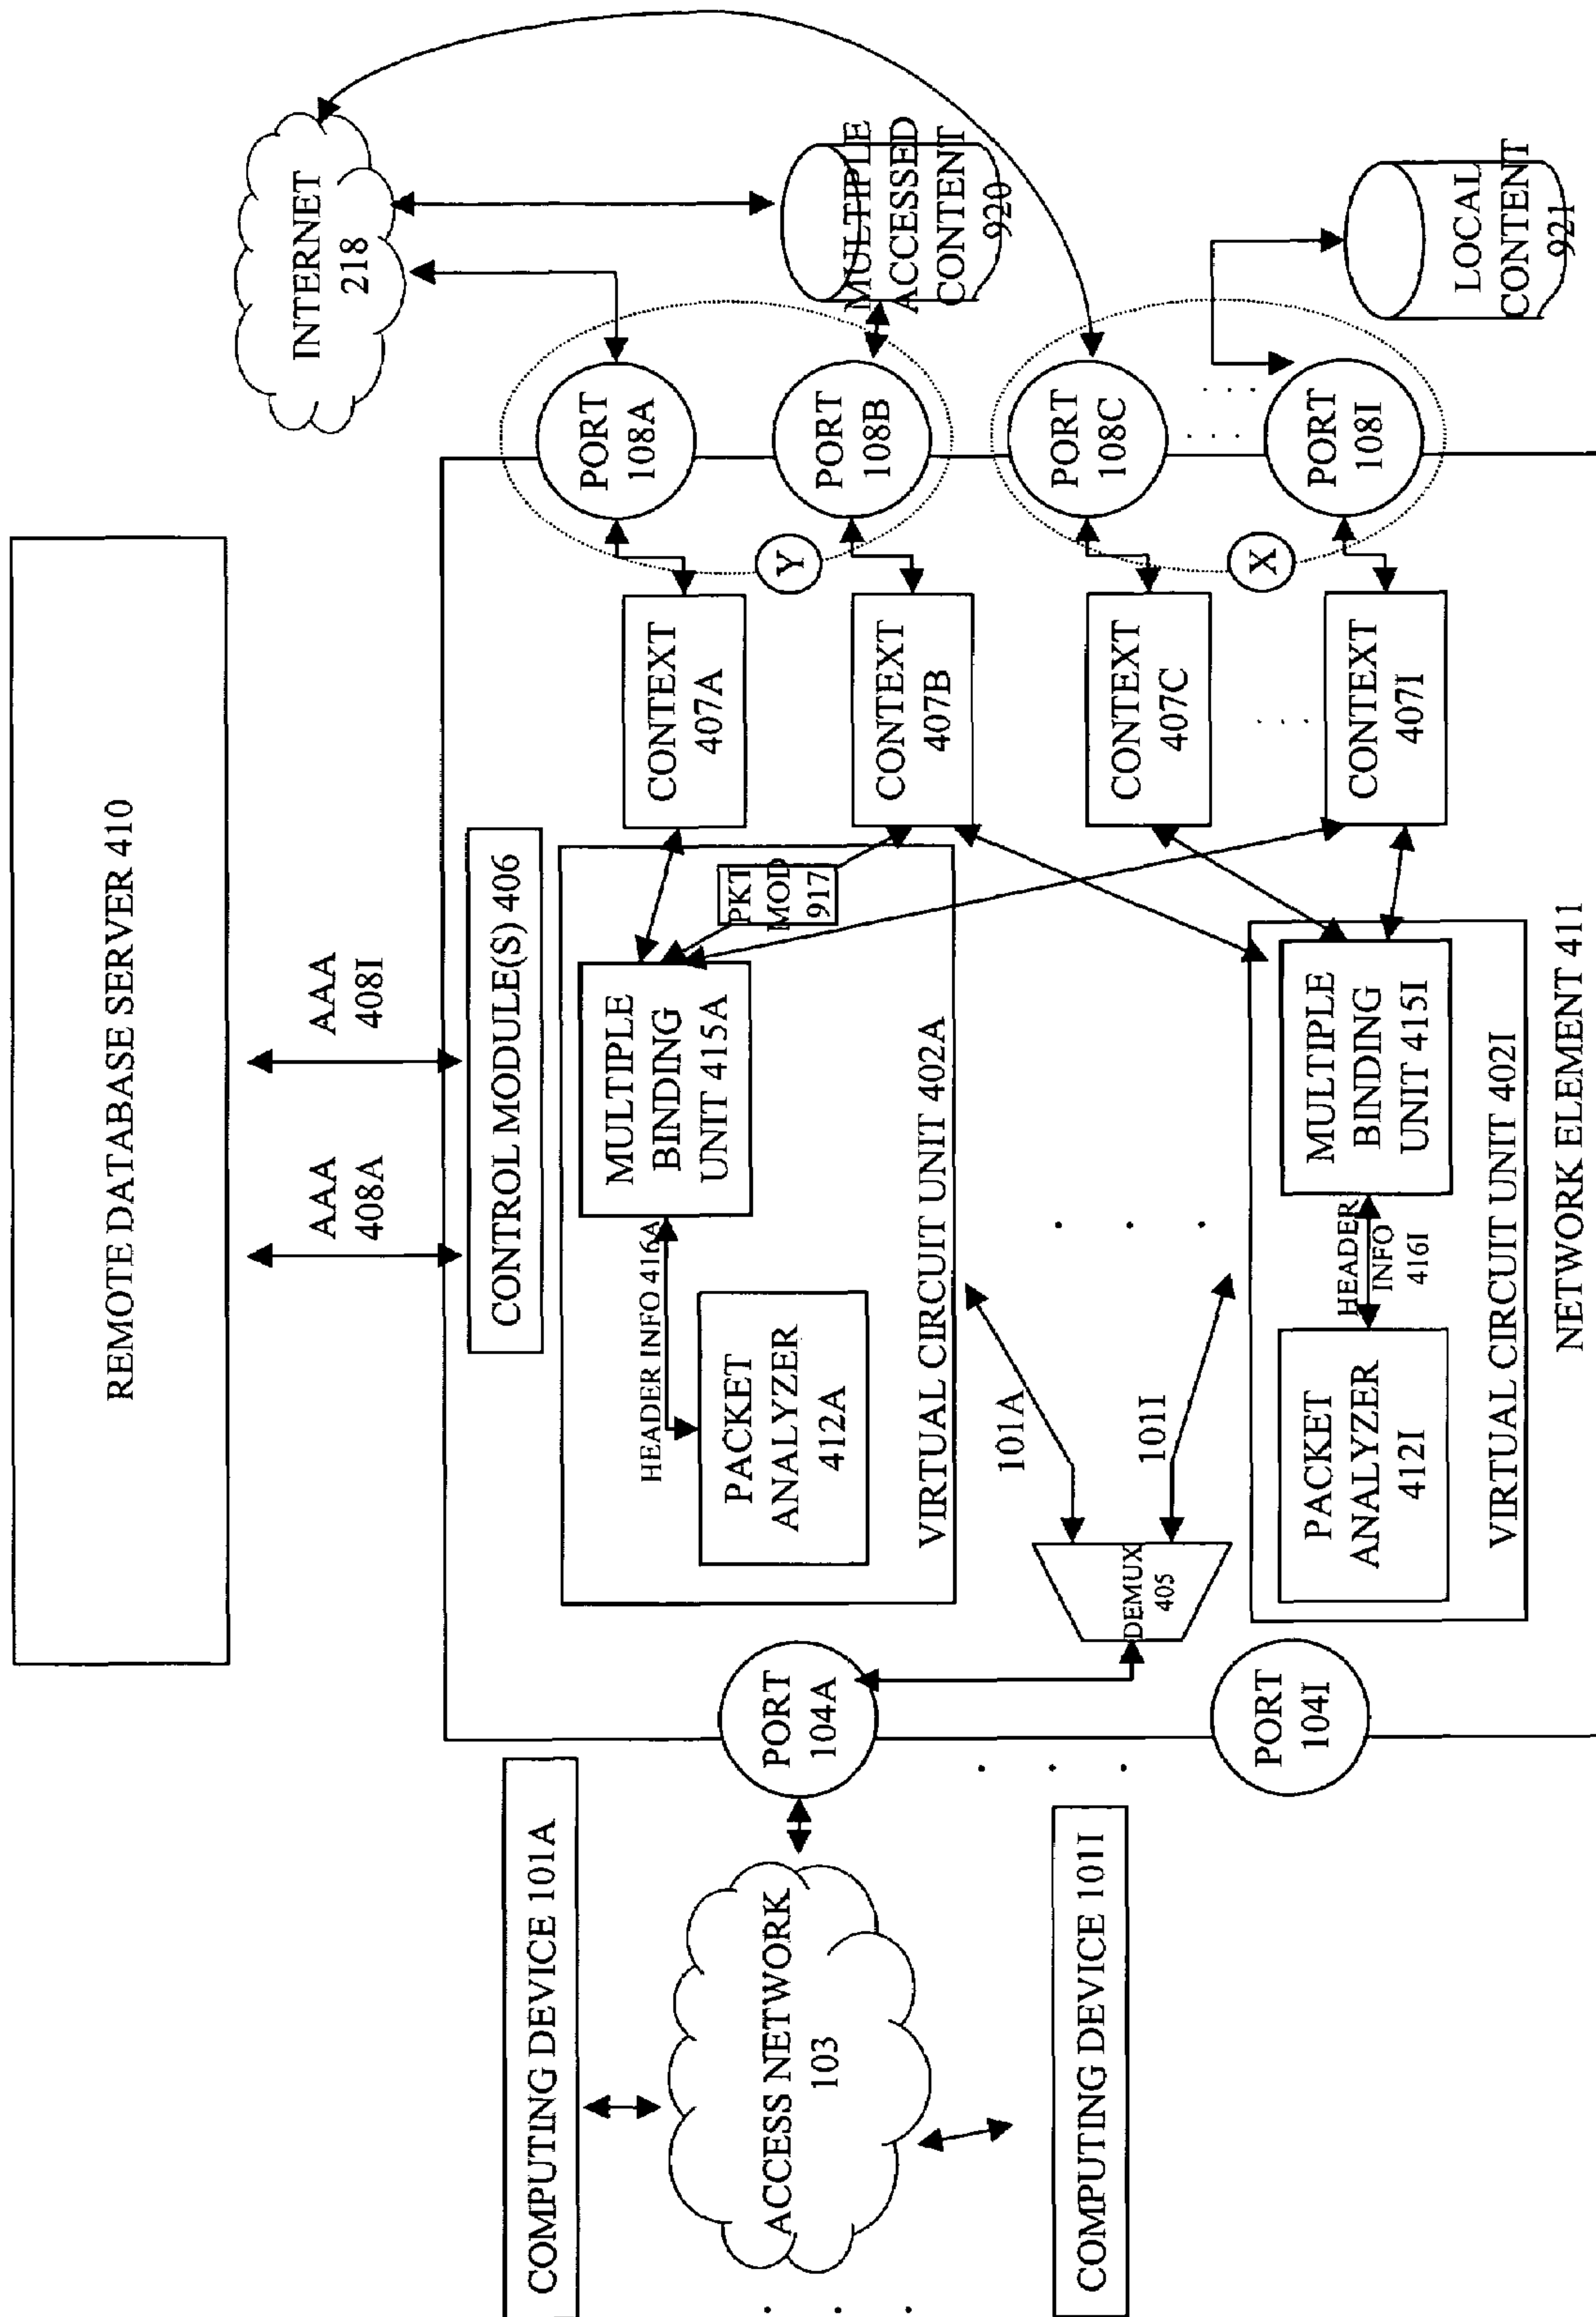 REMOTE DATABASE SERVER 410
AAA
408A
AAA
408I
CONTROL MODULE(S) 406
INTERNET
218
COMPUTING DEVICE 101A
ACCESS NETWORK
103
COMPUTING DEVICE 101I
PORT
104A
PORT
104I
DEMUX
405
101A
101I
HEADER INFO 416A
PACKET
ANALYZER
412A
MULTIPLE
BINDING
UNIT 415A
PKT
MOD
917
VIRTUAL CIRCUIT UNIT 402A
PACKET
ANALYZER
412I
HEADER
INFO
416I
MULTIPLE
BINDING
UNIT 415I
VIRTUAL CIRCUIT UNIT 402I
NETWORK ELEMENT 411
CONTEXT
407A
CONTEXT
407B
CONTEXT
407C
CONTEXT
407I
Y
X
PORT
108A
PORT
108B
PORT
108C
PORT
108I
MULTIPLE
ACCESSED
CONTENT
920
LOCAL
CONTENT
921